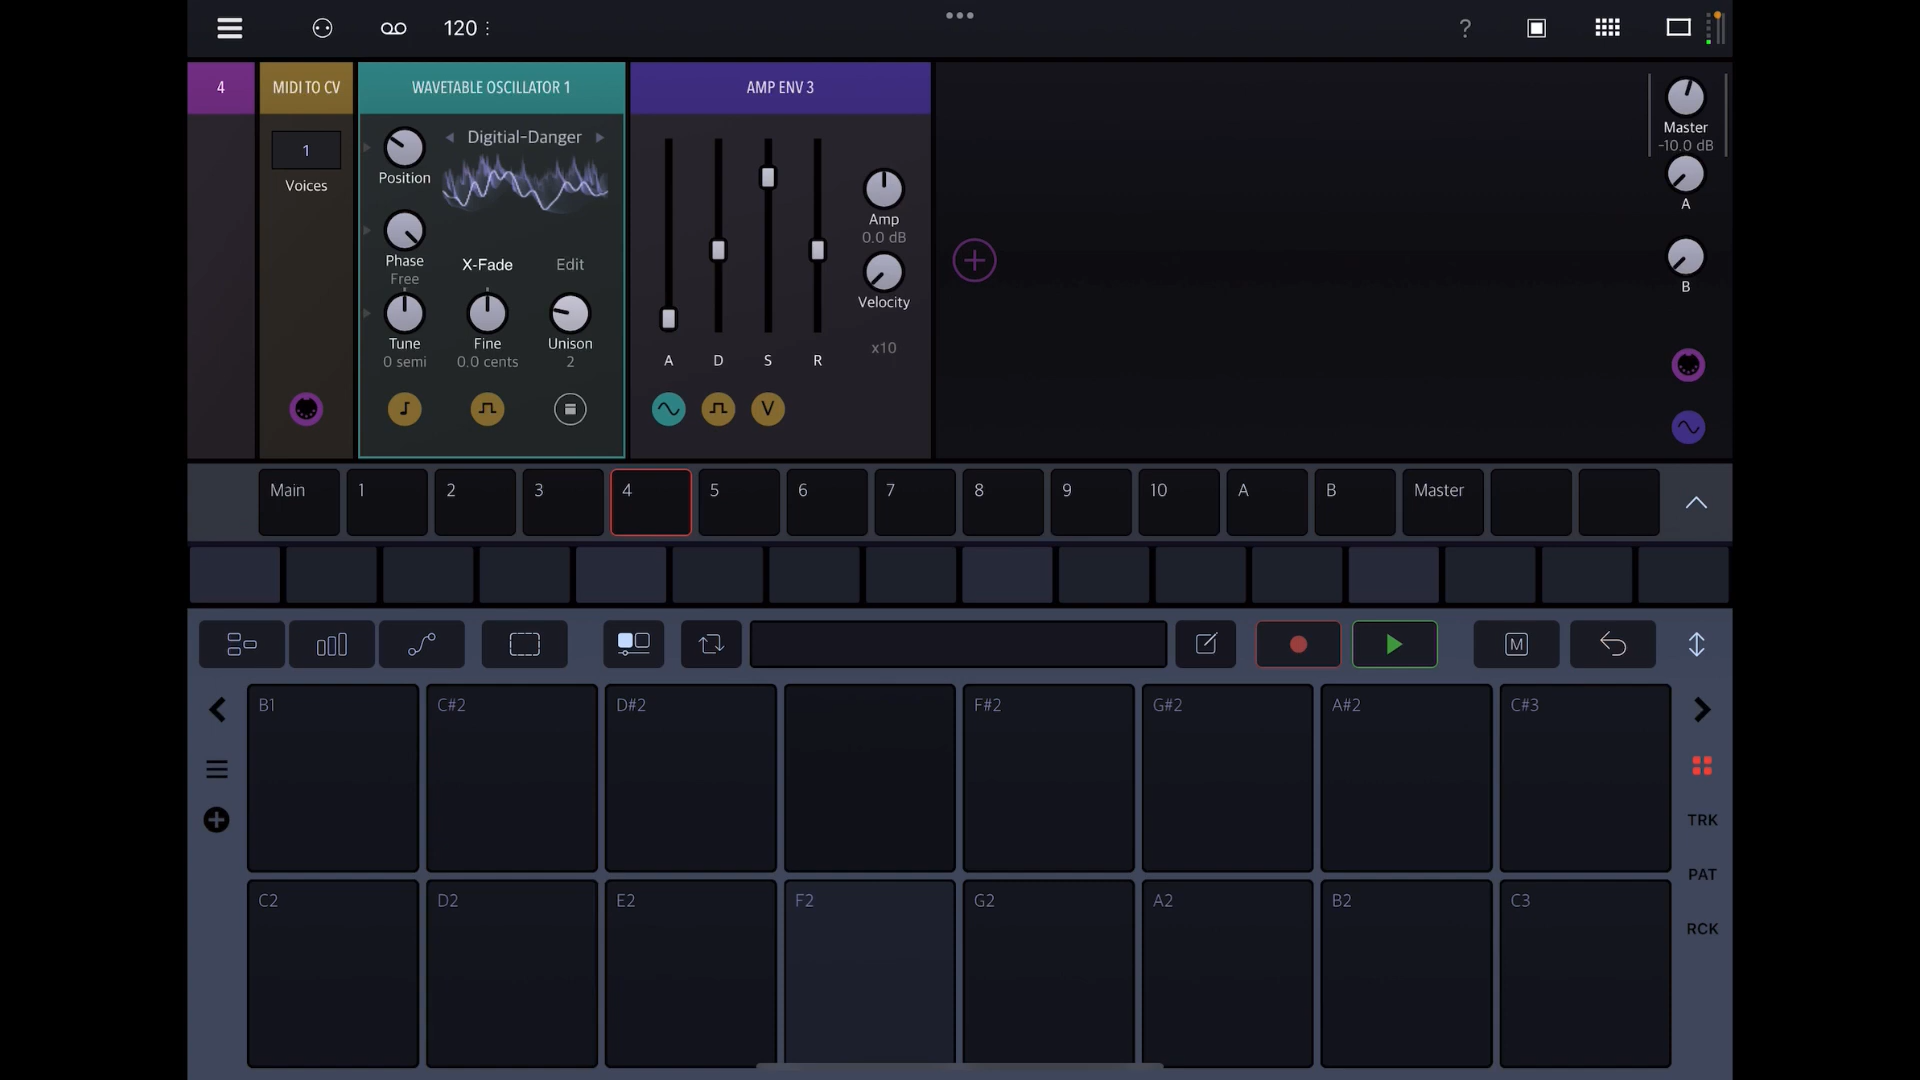 120
?
4
MIDI TO CV
WAVETABLE OSCILLATOR 1
AMP ENV 3
1
Voices
Position
Digitial-Danger
Phase
Free
X-Fade
Edit
Tune
0 semi
Fine
0.0 cents
Unison
2
A
D
S
R
Amp
0.0 dB
Velocity
x10
V
Master
-10.0 dB
A
B
Main
1
2
3
4
5
6
7
8
9
10
A
B
Master
M
B1
C#2
D#2
F#2
G#2
A#2
C#3
TRK
PAT
RCK
C2
D2
E2
F2
G2
A2
B2
C3